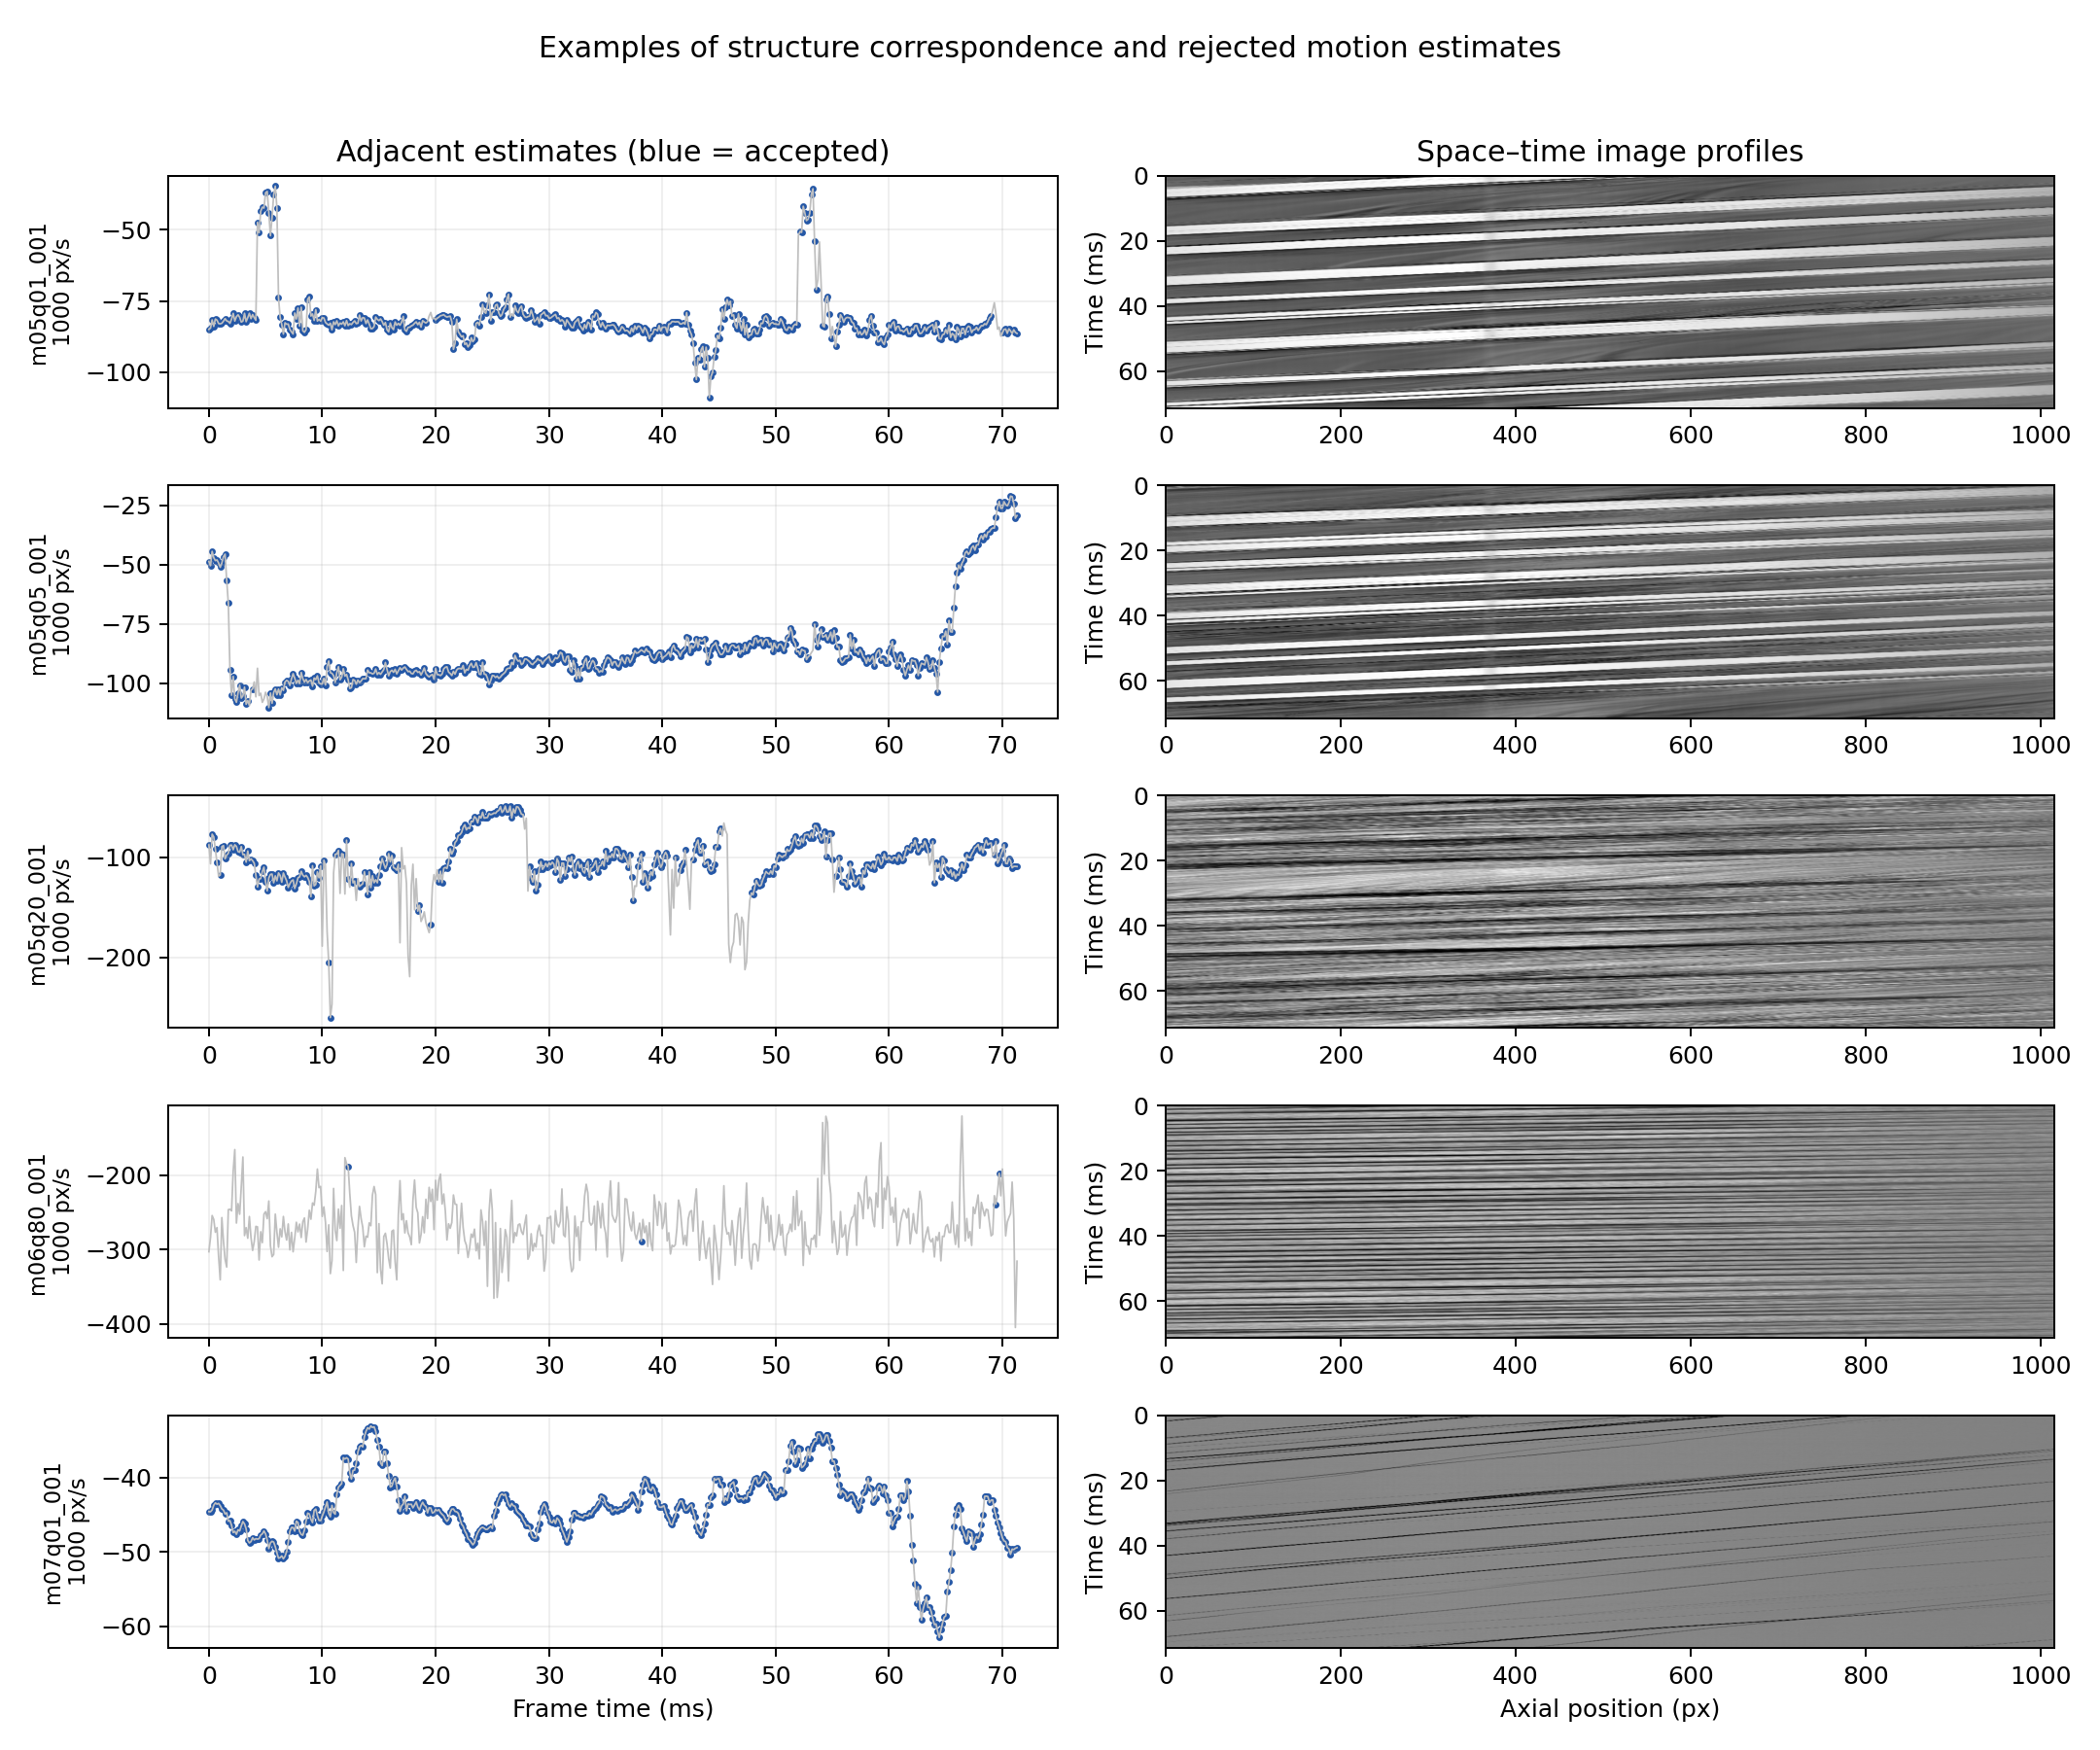 Examples of structure correspondence and rejected motion estimates
Adjacent estimates (blue = accepted)
Space–time image profiles
m05q01_001
1000 px/s
−50
−75
−100
0 10 20 30 40 50 60 70
Time (ms)
0
20
40
60
0 200 400 600 800 1000
m05q05_001
1000 px/s
−25
−50
−75
−100
0 10 20 30 40 50 60 70
Time (ms)
0
20
40
60
0 200 400 600 800 1000
m05q20_001
1000 px/s
−100
−200
0 10 20 30 40 50 60 70
Time (ms)
0
20
40
60
0 200 400 600 800 1000
m06q80_001
1000 px/s
−200
−300
−400
0 10 20 30 40 50 60 70
Time (ms)
0
20
40
60
0 200 400 600 800 1000
m07q01_001
1000 px/s
−40
−50
−60
0 10 20 30 40 50 60 70
Frame time (ms)
Time (ms)
0
20
40
60
0 200 400 600 800 1000
Axial position (px)